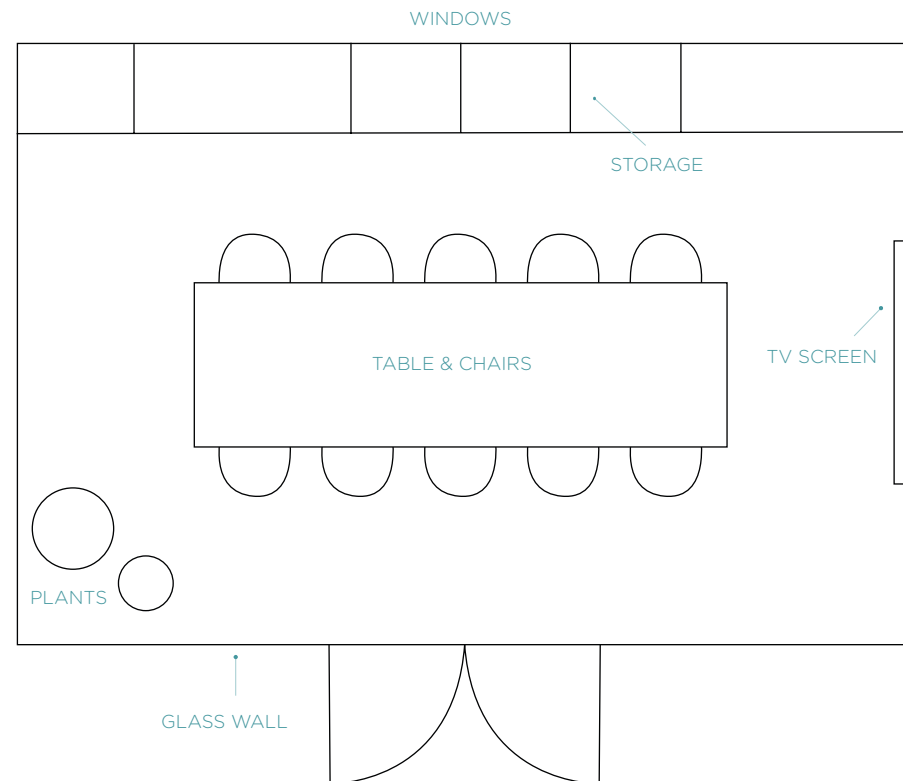 WINDOWS
STORAGE
TABLE & CHAIRS
TV SCREEN
PLANTS
GLASS WALL